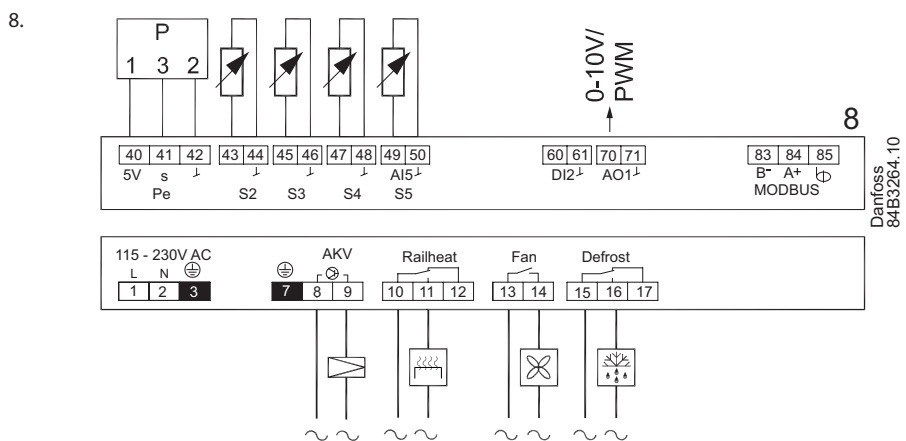 8.
P
1 3 2
0-10V/
PWM
8
40 41 42 43 44 45 46 47 48 49 50 60 61 70 71 83 84 85
5V s AI5 DI2 AO1 B- A+
Pe S2 S3 S4 S5 MODBUS
Danfoss
84B3264.10
115 - 230V AC AKV Railheat Fan Defrost
L N
1 2 3 7 8 9 10 11 12 13 14 15 16 17